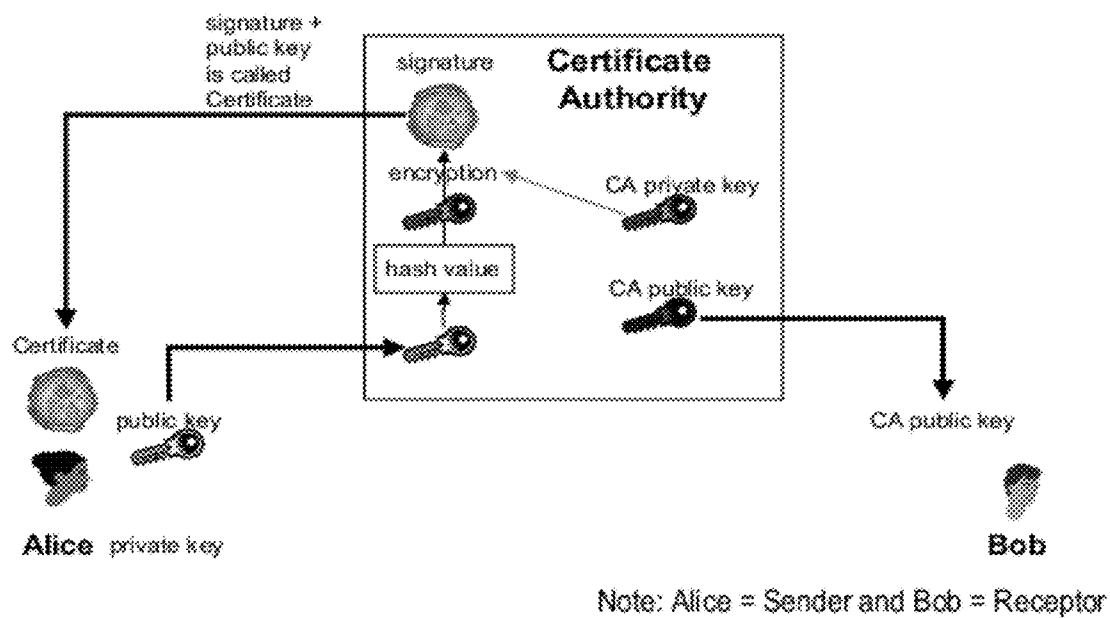 signature +
public key
is called
Certificate
signature
Certificate
Authority
encryption
CA private key
hash value
CA public key
Certificate
public key
CA public key
Alice private key
Bob
Note: Alice = Sender and Bob = Receptor